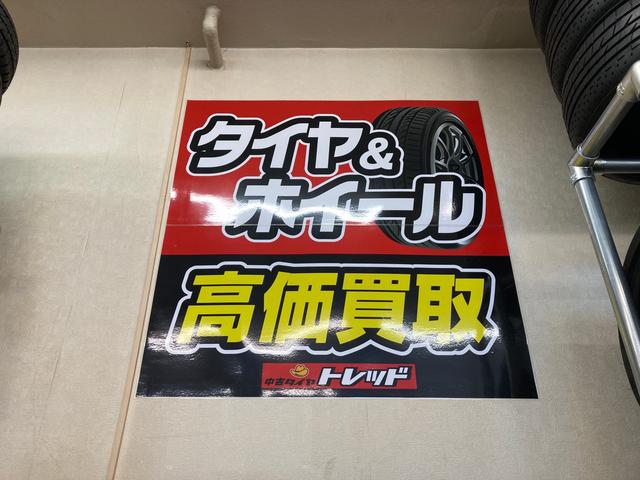 タイヤ&
ホイール
高価買取
中古タイヤ トレッド